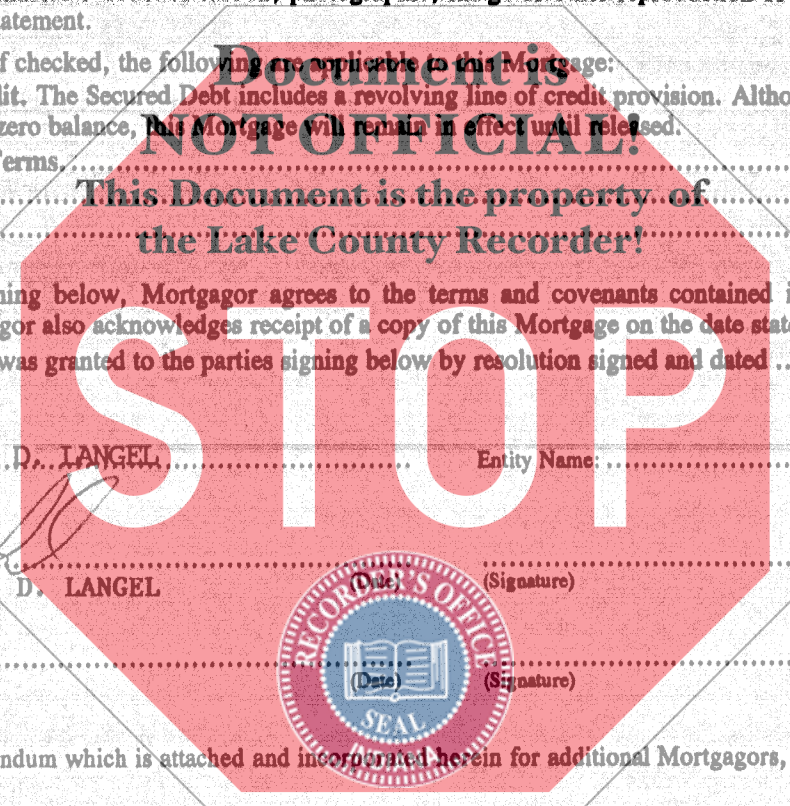 atement.
f checked, the following are applicable to this Mortgage:
Document is
lit. The Secured Debt includes a revolving line of credit provision. Altho
zero balance, this Mortgage will remain in effect until released.
NOT OFFICIAL!
Terms.
This Document is the property of
the Lake County Recorder!
ning below, Mortgagor agrees to the terms and covenants contained i
gor also acknowledges receipt of a copy of this Mortgage on the date stat
was granted to the parties signing below by resolution signed and dated
STOP
D. LANGEL Entity Name:
D. LANGEL (Date) (Signature)
RECORDER'S OFFICE
(Date) (Signature)
SEAL
INDIANA
ndum which is attached and incorporated herein for additional Mortgagors,